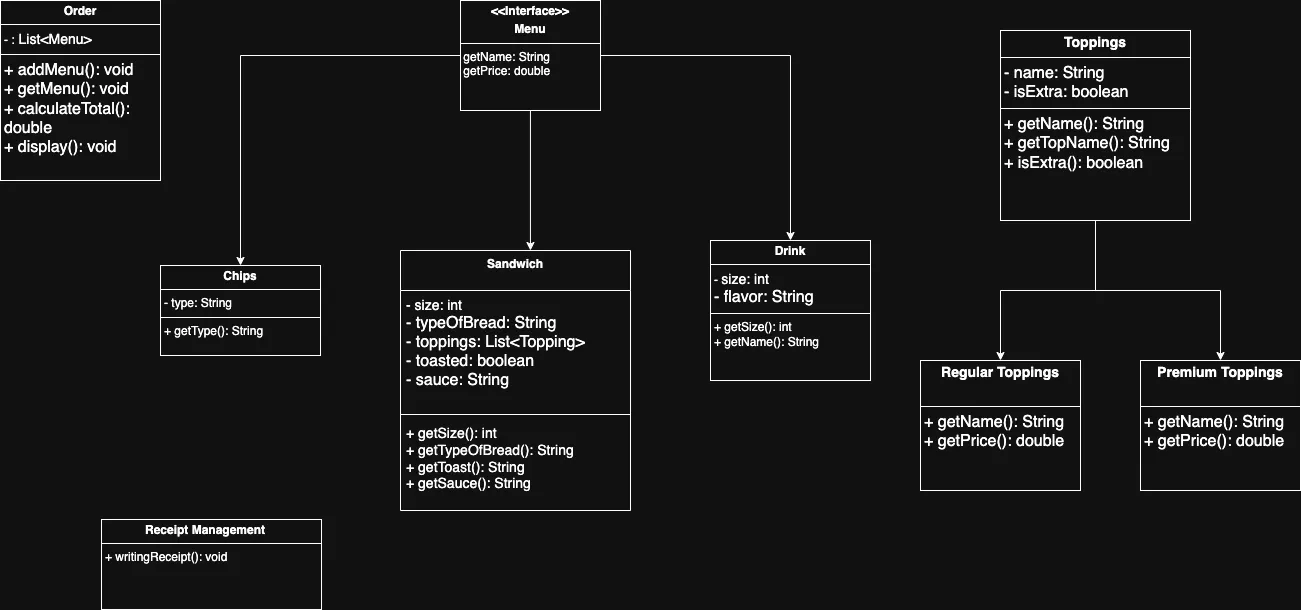 Order
- : List<Menu>
+ addMenu(): void
+ getMenu(): void
+ calculateTotal():
double
+ display(): void
<<Interface>>
Menu
getName: String
getPrice: double
Toppings
- name: String
- isExtra: boolean
+ getName(): String
+ getTopName(): String
+ isExtra(): boolean
Chips
- type: String
+ getType(): String
Sandwich
- size: int
- typeOfBread: String
- toppings: List<Topping>
- toasted: boolean
- sauce: String
+ getSize(): int
+ getTypeOfBread(): String
+ getToast(): String
+ getSauce(): String
Drink
- size: int
- flavor: String
+ getSize(): int
+ getName(): String
Regular Toppings
+ getName(): String
+ getPrice(): double
Premium Toppings
+ getName(): String
+ getPrice(): double
Receipt Management
+ writingReceipt(): void